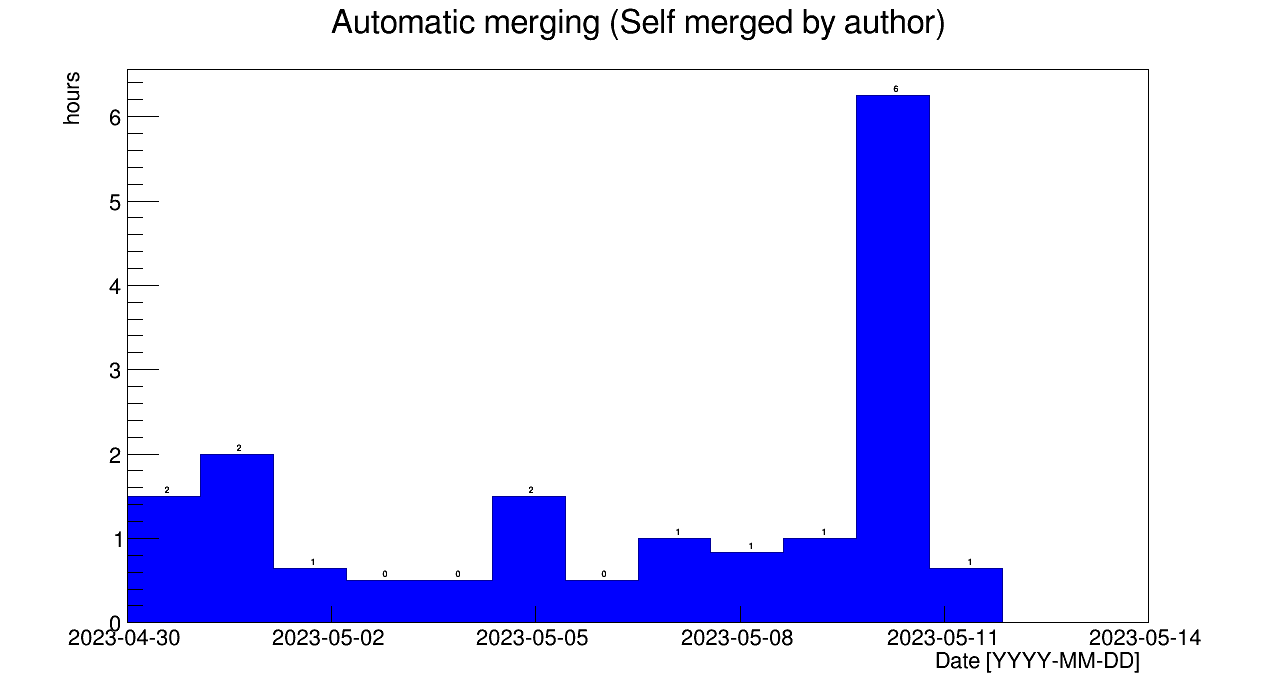 Automatic merging (Self merged by author)
hours
6
5
4
3
2
1
0
2 2 1 0 0 2 0 1 1 1 6 1
2023-04-30 2023-05-02 2023-05-05 2023-05-08 2023-05-11 2023-05-14
Date [YYYY-MM-DD]